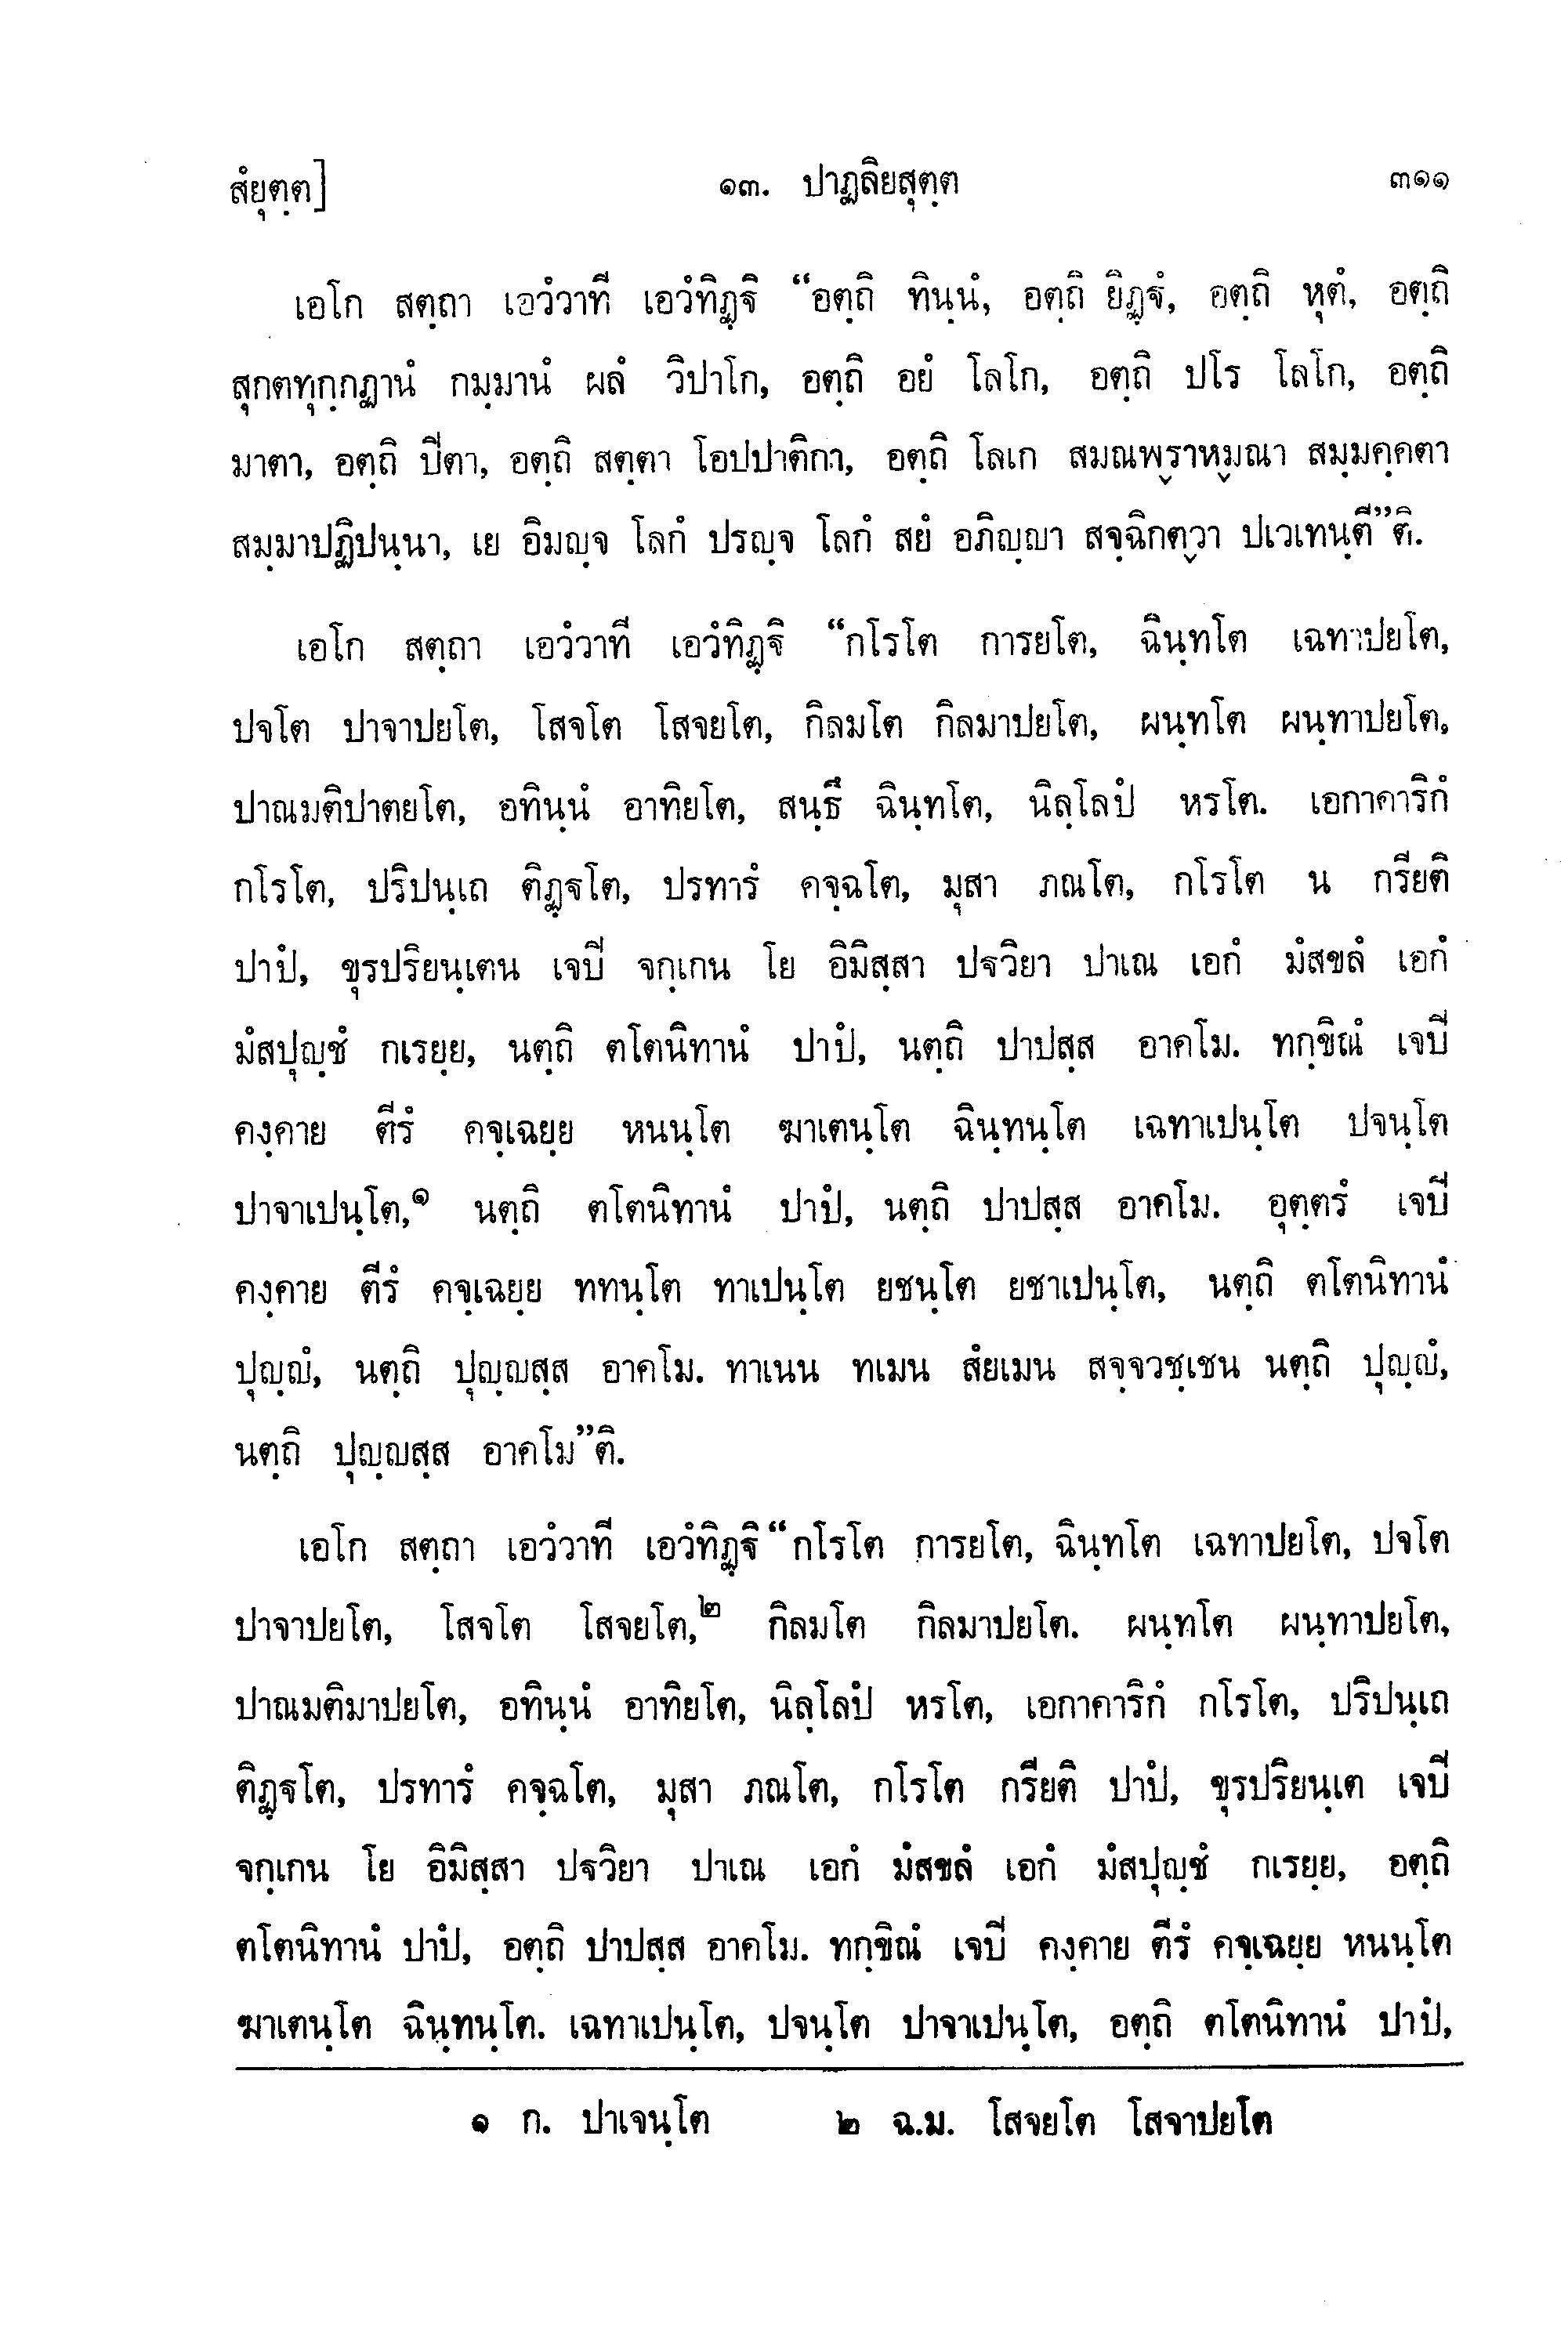 สํยุตฺต]
๑๓. ปาฏลิยสุตฺต
๓๑๑
เอโก สตฺถา เอวํวาที เอวํทิฏฺฐิ “อตฺถิ ทินฺนํ, อตฺถิ ยิฏฺฐํ, อตฺถิ หุตํ, อตฺถิ
สุกตทุกฺกฏานํ กมฺมานํ ผลํ วิปาโก, อตฺถิ อยํ โลโก, อตฺถิ ปโร โลโก, อตฺถิ
มาตา, อตฺถิ ปีตา, อตฺถิ สตฺตา โอปปาติกา, อตฺถิ โลเก สมณพฺราหฺมณา สมฺมคฺคตา
สมฺมาปฏิปนฺนา, เย อิมญฺจ โลกํ ปรญฺจ โลกํ สยํ อภิญฺญา สจฺฉิกตฺวา ปเวเทนฺตี”ติ.
เอโก สตฺถา เอวํวาที เอวํทิฏฺฐิ “กโรโต การยโต, ฉินฺทโต เฉทาปยโต,
ปจโต ปาจาปยโต, โสจโต โสจยโต, กิลมโต กิลมาปยโต, ผนฺทโต ผนฺทาปยโต,
ปาณมติปาตยโต, อทินฺนํ อาทิยโต, สนฺธึ ฉินฺทโต, นิลฺโลปํ หรโต. เอกาคาริกํ
กโรโต, ปริปนฺเถ ติฏฺฐโต, ปรทารํ คจฺฉโต, มุสา ภณโต, กโรโต น กรียติ
ปาปํ, ขุรปริยนฺเตน เจปี จกฺเกน โย อิมิสฺสา ปฐวิยา ปาเณ เอกํ มํสขลํ เอกํ
มํสปุญฺชํ กเรยฺย, นตฺถิ ตโตนิทานํ ปาปํ, นตฺถิ ปาปสฺส อาคโม. ทกฺขิณํ เจปี
คงฺคาย ตีรํ คจฺเฉยฺย หนนฺโต ฆาเตนฺโต ฉินฺทนฺโต เฉทาเปนฺโต ปจนฺโต
ปาจาเปนฺโต,๑ นตฺถิ ตโตนิทานํ ปาปํ, นตฺถิ ปาปสฺส อาคโม. อุตฺตรํ เจปี
คงฺคาย ตีรํ คจฺเฉยฺย ททนฺโต ทาเปนฺโต ยชนฺโต ยชาเปนฺโต, นตฺถิ ตโตนิทานํ
ปุญฺญํ, นตฺถิ ปุญฺญสฺส อาคโม. ทาเนน ทเมน สํยเมน สจฺจวชฺเชน นตฺถิ ปุญฺญํ,
นตฺถิ ปุญฺญสฺส อาคโม”ติ.
เอโก สตฺถา เอวํวาที เอวํทิฏฺฐิ “กโรโต การยโต, ฉินฺทโต เฉทาปยโต, ปจโต
ปาจาปยโต, โสจโต โสจยโต,๒ กิลมโต กิลมาปยโต. ผนฺทโต ผนฺทาปยโต,
ปาณมติมาปยโต, อทินฺนํ อาทิยโต, นิลฺโลปํ หรโต, เอกาคาริกํ กโรโต, ปริปนฺเถ
ติฏฺฐโต, ปรทารํ คจฺฉโต, มุสา ภณโต, กโรโต กรียติ ปาปํ, ขุรปริยนฺเต เจปี
จกฺเกน โย อิมิสฺสา ปฐวิยา ปาเณ เอกํ มํสขลํ เอกํ มํสปุญฺชํ กเรยฺย, อตฺถิ
ตโตนิทานํ ปาปํ, อตฺถิ ปาปสฺส อาคโม. ทกฺขิณํ เจปี คงฺคาย ตีรํ คจฺเฉยฺย หนนฺโต
ฆาเตนฺโต ฉินฺทนฺโต. เฉทาเปนฺโต, ปจนฺโต ปาจาเปนฺโต, อตฺถิ ตโตนิทานํ ปาปํ,
๑ ก. ปาเจนฺโต ๒ ฉ.ม. โสจยโต โสจาปยโต